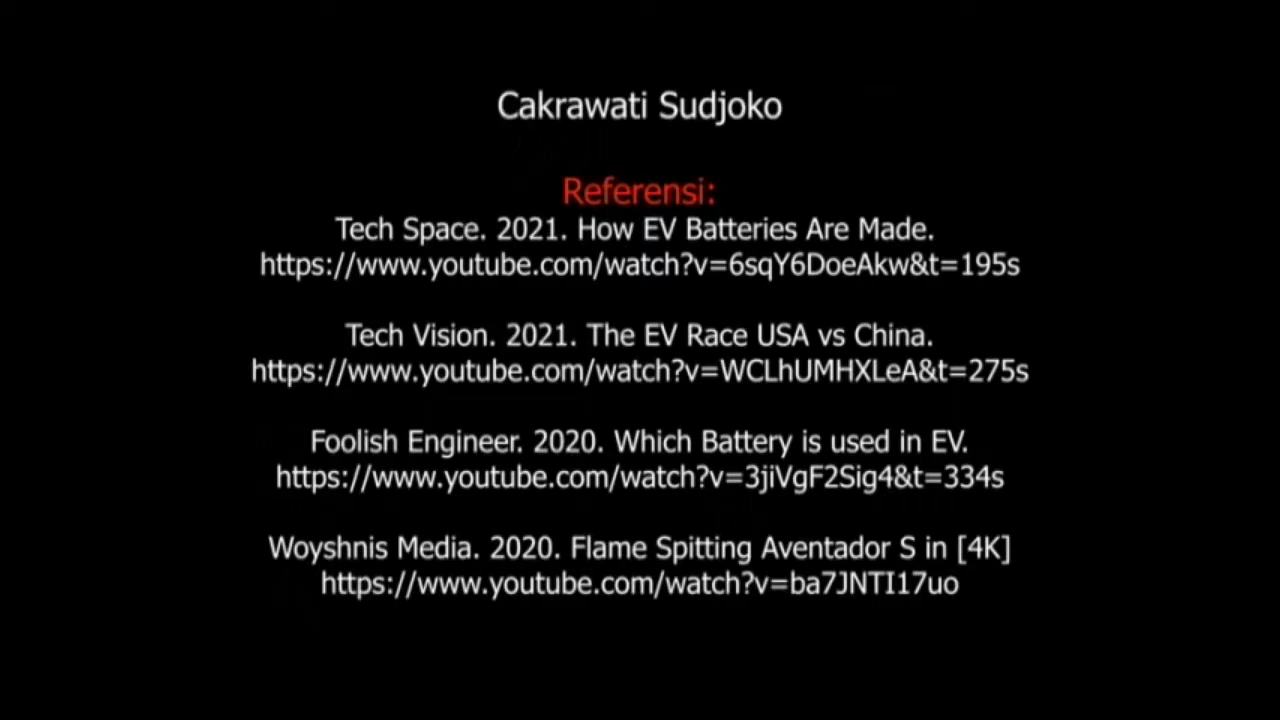 Cakrawati Sudjoko
Referensi:
Tech Space. 2021. How EV Batteries Are Made.
https://www.youtube.com/watch?v=6sqY6DoeAkw&t=195s
Tech Vision. 2021. The EV Race USA vs China.
https://www.youtube.com/watch?v=WCLhUMHXLeA&t=275s
Foolish Engineer. 2020. Which Battery is used in EV.
https://www.youtube.com/watch?v=3jiVgF2Sig4&t=334s
Woyshnis Media. 2020. Flame Spitting Aventador S in [4K]
https://www.youtube.com/watch?v=ba7JNTI17uo